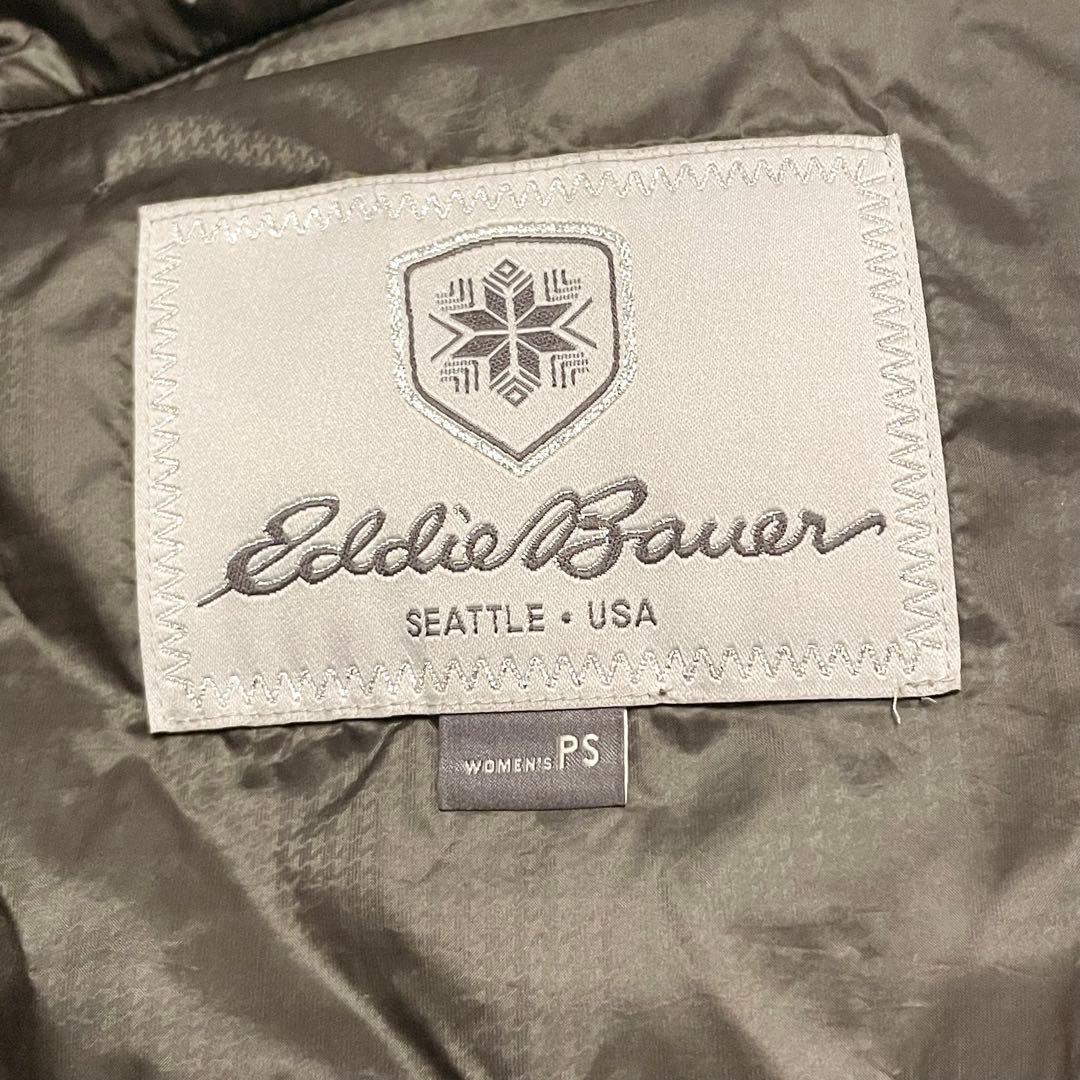 Eddie Bauer
SEATTLE • USA
WOMEN'S PS